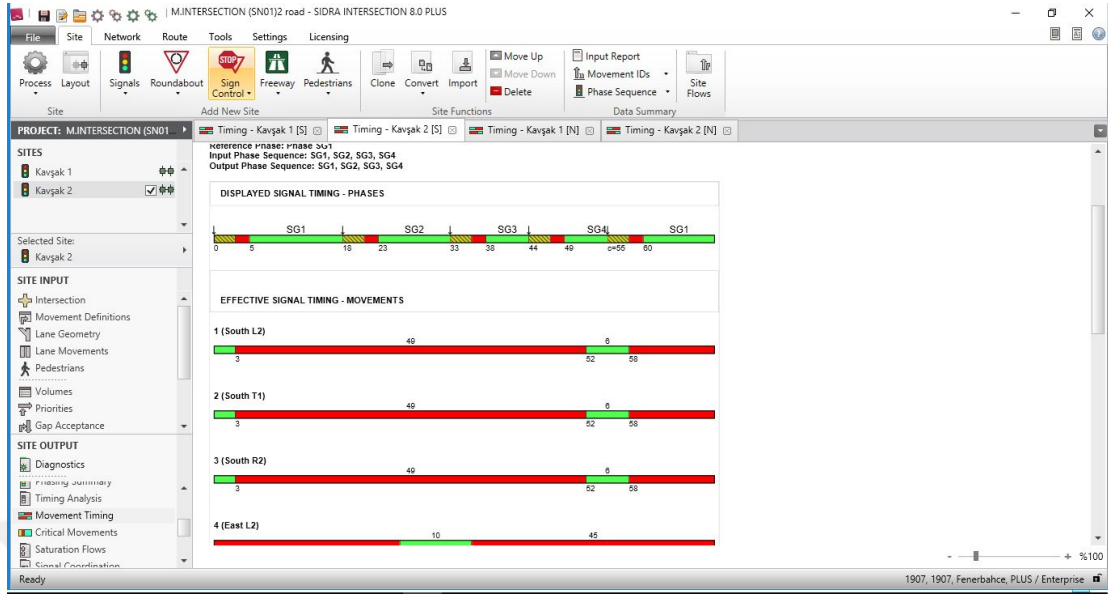 M.INTERSECTION (SN01)2 road - SIDRA INTERSECTION 8.0 PLUS
File Site Network Route Tools Settings Licensing
Process Layout Signals Roundabout STOP Sign Control Freeway Pedestrians Clone Convert Import
Move Up
Move Down
Delete
Input Report
Movement IDs
Phase Sequence
Site Flows
Site Add New Site Site Functions Data Summary
PROJECT: M.INTERSECTION (SN01...
Timing - Kavşak 1 [S] Timing - Kavşak 2 [S] Timing - Kavşak 1 [N] Timing - Kavşak 2 [N]
SITES
Kavşak 1
Kavşak 2
Selected Site:
Kavşak 2
SITE INPUT
Intersection
Movement Definitions
Lane Geometry
Lane Movements
Pedestrians
Volumes
Priorities
Gap Acceptance
SITE OUTPUT
Diagnostics
Phasing Summary
Timing Analysis
Movement Timing
Critical Movements
Saturation Flows
Signal Coordination
Reference Phase: Phase SG1
Input Phase Sequence: SG1, SG2, SG3, SG4
Output Phase Sequence: SG1, SG2, SG3, SG4
DISPLAYED SIGNAL TIMING - PHASES
SG1 SG2 SG3 SG4 SG1
0 5 18 23 33 38 44 49 c=55 60
EFFECTIVE SIGNAL TIMING - MOVEMENTS
1 (South L2)
49 6
3 52 58
2 (South T1)
49 6
3 52 58
3 (South R2)
49 6
3 52 58
4 (East L2)
10 45
- + %100
Ready
1907, 1907, Fenerbahce, PLUS / Enterprise